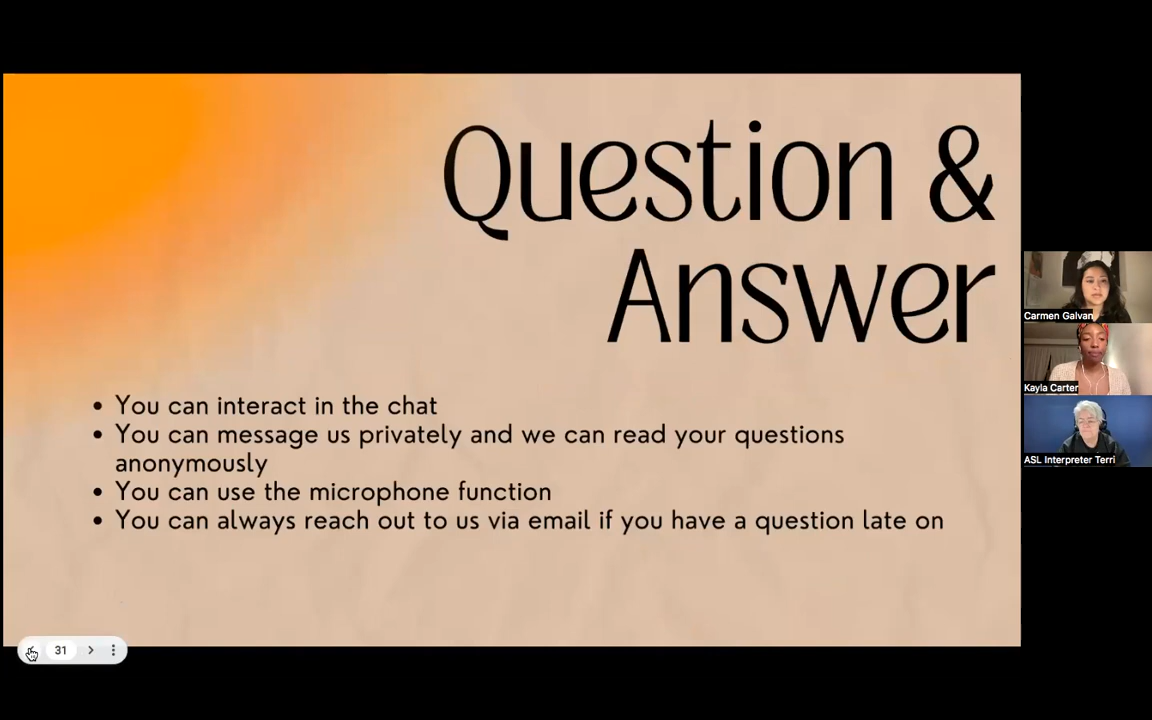 Question &
Answer
• You can interact in the chat
• You can message us privately and we can read your questions
anonymously
• You can use the microphone function
• You can always reach out to us via email if you have a question late on
Carmen Galvan
Kayla Carter
ASL Interpreter Terri
31